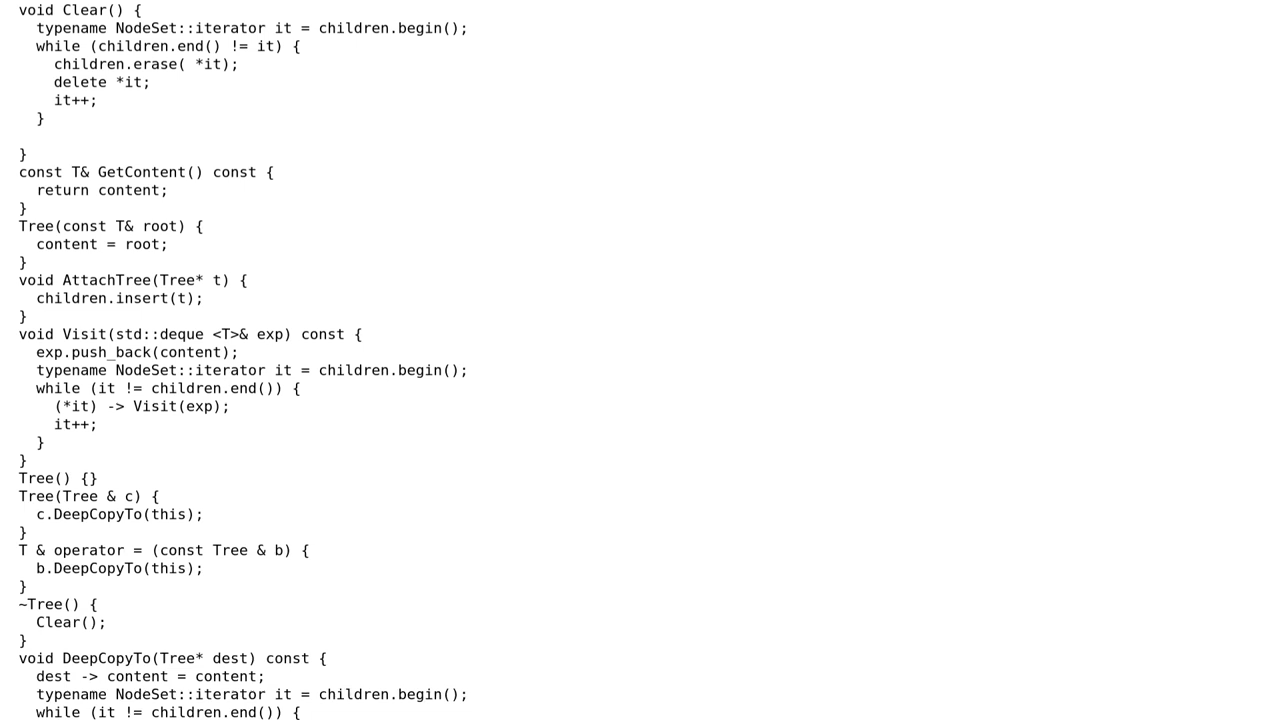 void Clear() {
  typename NodeSet::iterator it = children.begin();
  while (children.end() != it) {
    children.erase( *it);
    delete *it;
    it++;
  }

}
const T& GetContent() const {
  return content;
}
Tree(const T& root) {
  content = root;
}
void AttachTree(Tree* t) {
  children.insert(t);
}
void Visit(std::deque <T>& exp) const {
  exp.push_back(content);
  typename NodeSet::iterator it = children.begin();
  while (it != children.end()) {
    (*it) -> Visit(exp);
    it++;
  }
}
Tree() {}
Tree(Tree & c) {
  c.DeepCopyTo(this);
}
T & operator = (const Tree & b) {
  b.DeepCopyTo(this);
}
~Tree() {
  Clear();
}
void DeepCopyTo(Tree* dest) const {
  dest -> content = content;
  typename NodeSet::iterator it = children.begin();
  while (it != children.end()) {